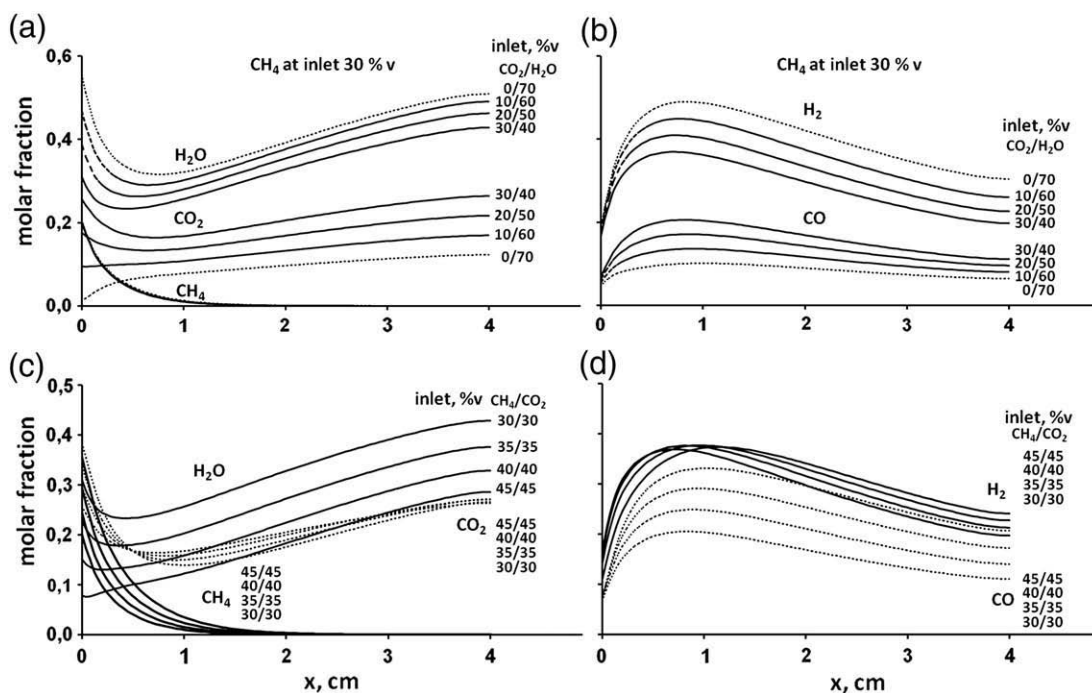 (a)
inlet, %v
CO₂/H₂O
CH₄ at inlet 30 % v
0,6
0/70
10/60
20/50
30/40
H₂O
0,4
molar fraction
CO₂
30/40
20/50
10/60
0/70
0,2
CH₄
0,0
0 1 2 3 4
(b)
CH₄ at inlet 30 % v
H₂
inlet, %v
CO₂/H₂O
0/70
10/60
20/50
30/40
CO
30/40
20/50
10/60
0/70
0 1 2 3 4
(c)
inlet, %v CH₄/CO₂
0,5
30/30
35/35
40/40
45/45
H₂O
0,4
molar fraction
0,3
CO₂
45/45
40/40
35/35
30/30
0,2
CH₄
45/45
40/40
35/35
30/30
0,1
0,0
0 1 2 3 4
x, cm
(d)
inlet, %v
CH₄/CO₂
45/45
40/40
35/35
30/30
H₂
45/45
40/40
35/35
30/30
CO
0 1 2 3 4
x, cm